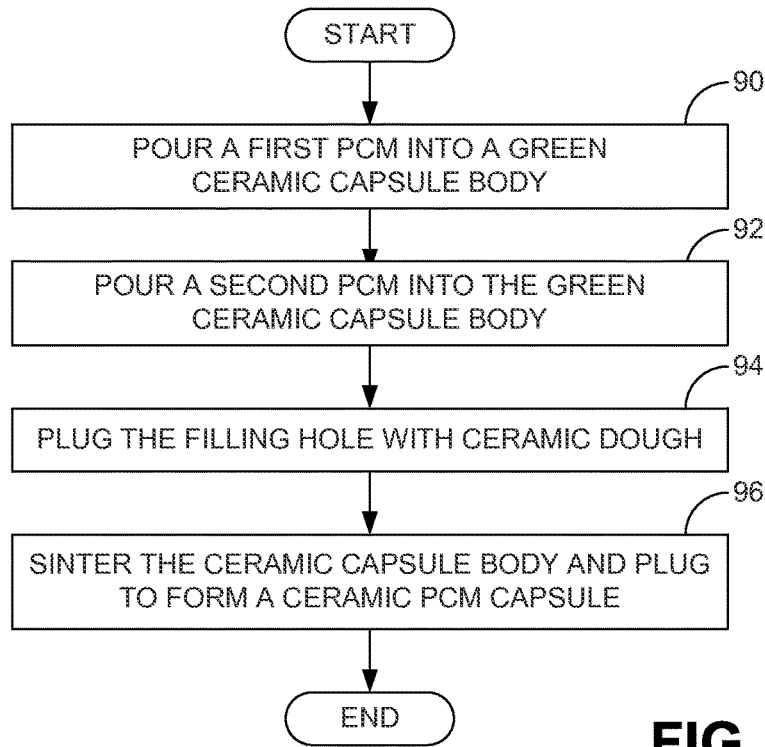 START
90
POUR A FIRST PCM INTO A GREEN
CERAMIC CAPSULE BODY
92
POUR A SECOND PCM INTO THE GREEN
CERAMIC CAPSULE BODY
94
PLUG THE FILLING HOLE WITH CERAMIC DOUGH
96
SINTER THE CERAMIC CAPSULE BODY AND PLUG
TO FORM A CERAMIC PCM CAPSULE
END
FIG